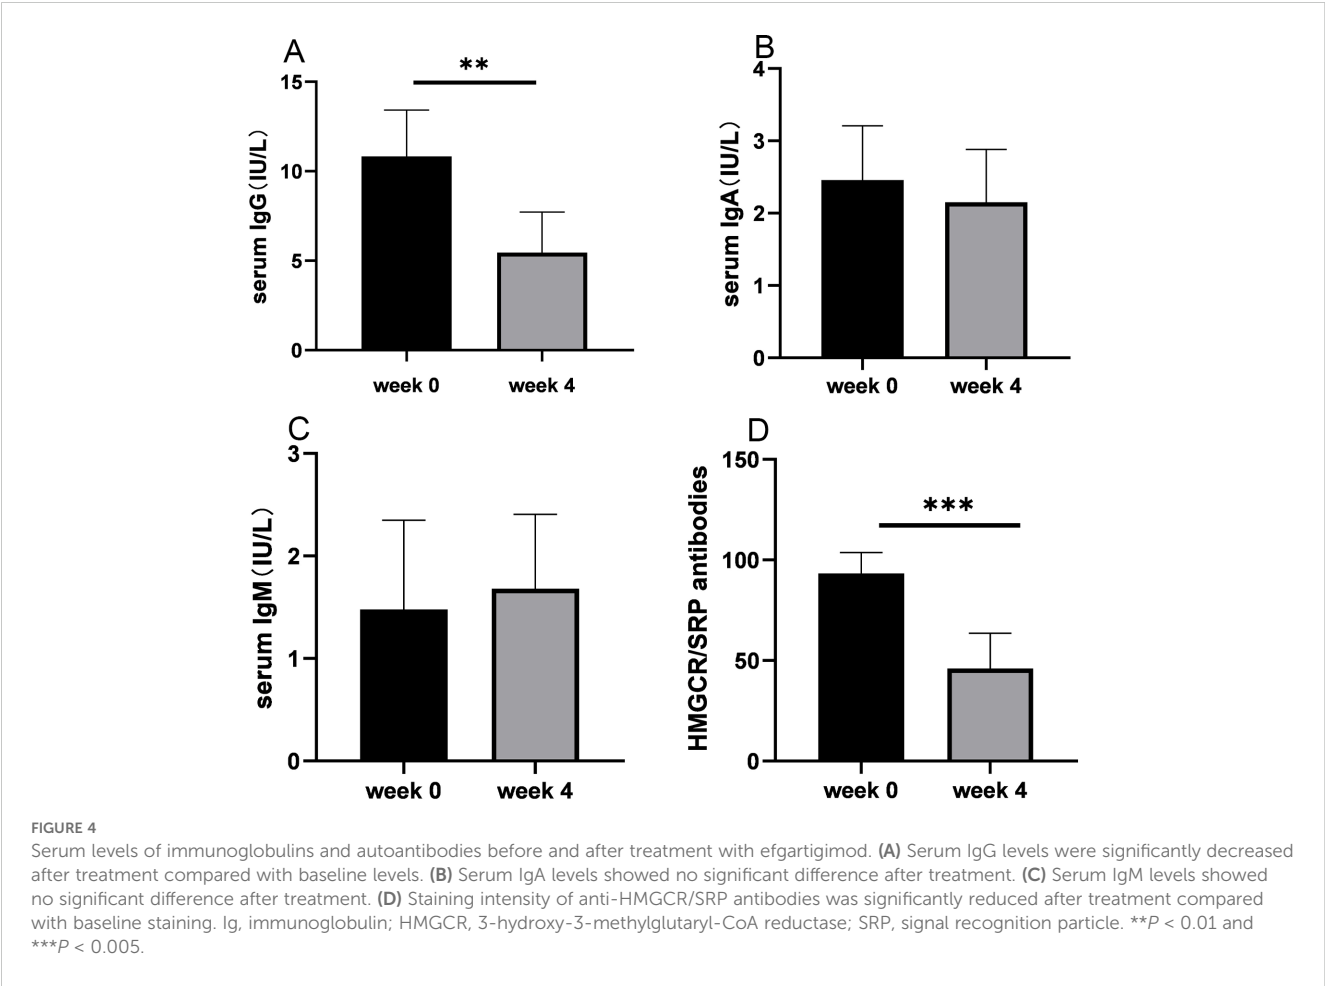 A
**
15
10
5
0
serum IgG（IU/L）
week 0 week 4
B
4
3
2
1
0
serum IgA（IU/L）
week 0 week 4
C
3
2
1
0
serum IgM（IU/L）
week 0 week 4
D
***
150
100
50
0
HMGCR/SRP antibodies
week 0 week 4
FIGURE 4
Serum levels of immunoglobulins and autoantibodies before and after treatment with efgartigimod. (A) Serum IgG levels were significantly decreased
after treatment compared with baseline levels. (B) Serum IgA levels showed no significant difference after treatment. (C) Serum IgM levels showed
no significant difference after treatment. (D) Staining intensity of anti-HMGCR/SRP antibodies was significantly reduced after treatment compared
with baseline staining. Ig, immunoglobulin; HMGCR, 3-hydroxy-3-methylglutaryl-CoA reductase; SRP, signal recognition particle. **P < 0.01 and
***P < 0.005.